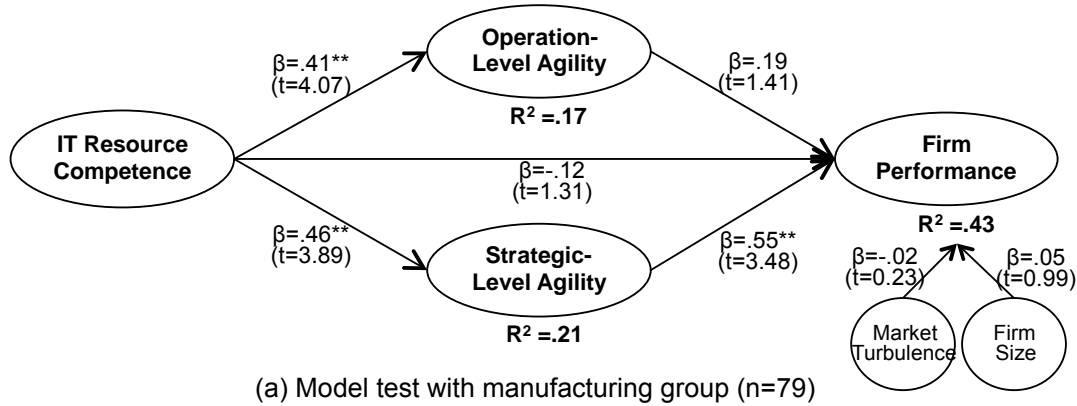 Operation-
Level Agility
R² =.17
β=.41**
(t=4.07)
β=.19
(t=1.41)
IT Resource
Competence
β=-.12
(t=1.31)
Firm
Performance
R² =.43
β=.46**
(t=3.89)
Strategic-
Level Agility
R² =.21
β=.55**
(t=3.48)
β=-.02
(t=0.23)
β=.05
(t=0.99)
Market
Turbulence
Firm
Size
(a) Model test with manufacturing group (n=79)